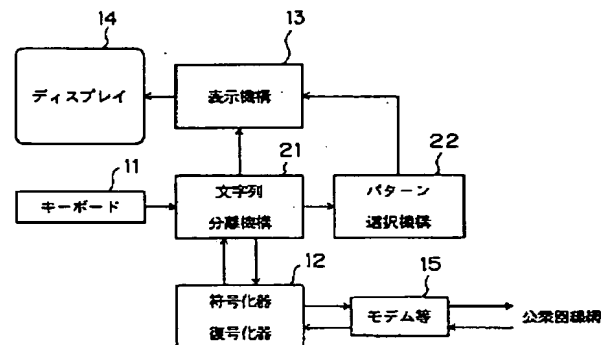 14
13
ディスプレイ
表示機構
21
22
11
キーボード
文字列
分離機構
パターン
選択機構
12
15
符号化器
復号化器
モデム等
公衆回線網